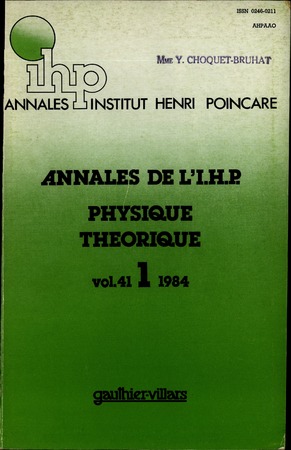 ISSN 0246-0211
AHPAAO
ihp
MME Y. CHOQUET-BRUHAT
ANNALES INSTITUT HENRI POINCARE
ANNALES DE L'I.H.P.
PHYSIQUE
THEORIQUE
vol.41 1 1984
gauthier-villars